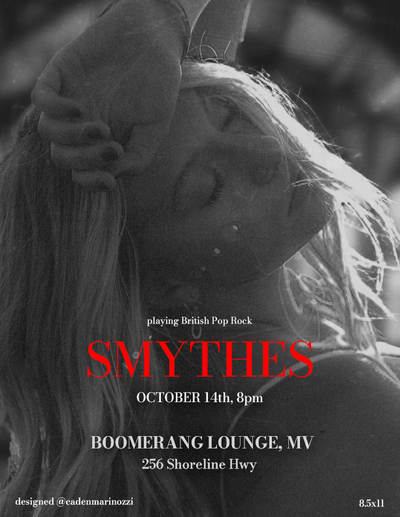 playing British Pop Rock
SMYTHES
OCTOBER 14th, 8pm
BOOMERANG LOUNGE, MV
256 Shoreline Hwy
designed @cadenmarinozzi
8.5x11